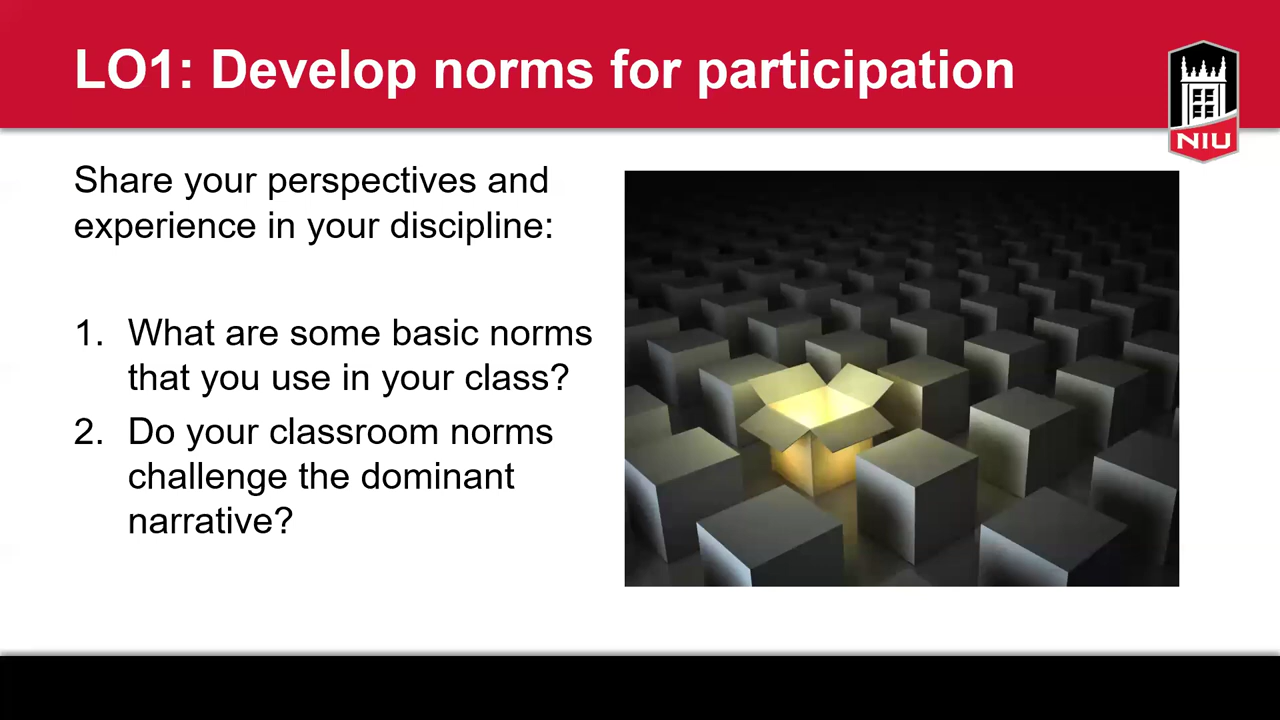 LO1: Develop norms for participation
NIU
Share your perspectives and
experience in your discipline:
1. What are some basic norms
that you use in your class?
2. Do your classroom norms
challenge the dominant
narrative?